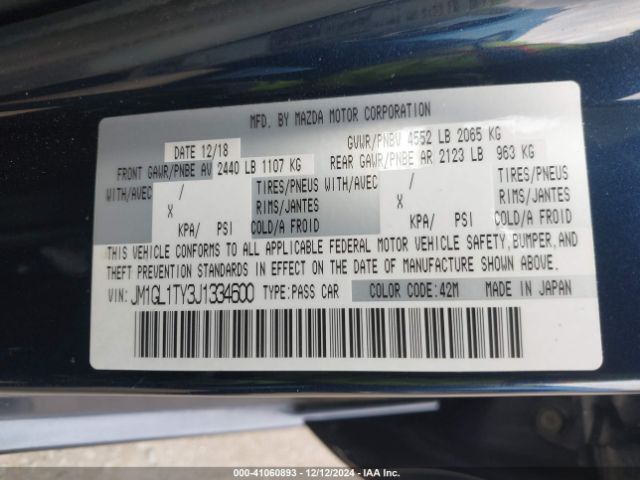 MFD. BY MAZDA MOTOR CORPORATION
DATE 12/18 GVWR/PNBV 4552 LB 2065 KG
FRONT GAWR/PNBE AV 2440 LB 1107 KG REAR GAWR/PNBE AR 2123 LB 963 KG
WITH/AVEC / TIRES/PNEUS WITH/AVEC / TIRES/PNEUS
X RIMS/JANTES X RIMS/JANTES
KPA/ PSI COLD/A FROID KPA/ PSI COLD/A FROID
THIS VEHICLE CONFORMS TO ALL APPLICABLE FEDERAL MOTOR VEHICLE SAFETY, BUMPER, AND
THEFT PREVENTION STANDARDS IN EFFECT ON THE DATE OF MANUFACTURE SHOWN ABOVE.
VIN: JM1GL1TY3J1334600 TYPE: PASS CAR COLOR CODE: 42M MADE IN JAPAN
000-41060893 - 12/12/2024 - IAA Inc.